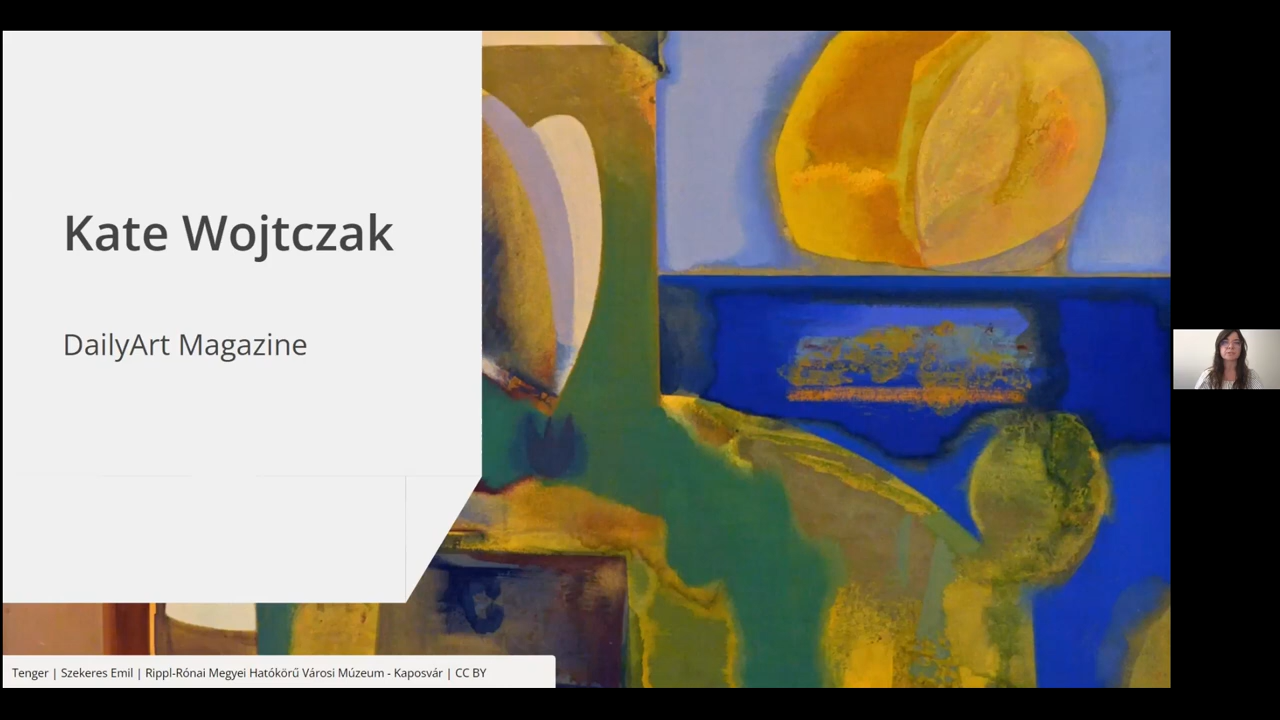 Kate Wojtczak
DailyArt Magazine
Tenger | Szekeres Emil | Rippl-Rónai Megyei Hatókörű Városi Múzeum - Kaposvár | CC BY